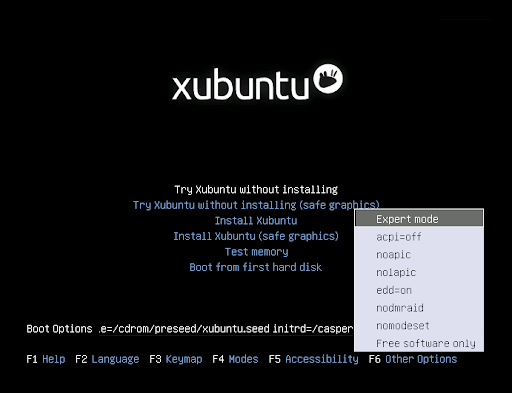 xubuntu
Try Xubuntu without installing
Try Xubuntu without installing (safe graphics)
Install Xubuntu
Install Xubuntu (safe graphics)
Test memory
Boot from first hard disk
Expert mode
acpi=off
noapic
nolapic
edd=on
nodmraid
nomodeset
Free software only
Boot Options .e=/cdrom/preseed/xubuntu.seed initrd=/casper
F1 Help F2 Language F3 Keymap F4 Modes F5 Accessibility F6 Other Options